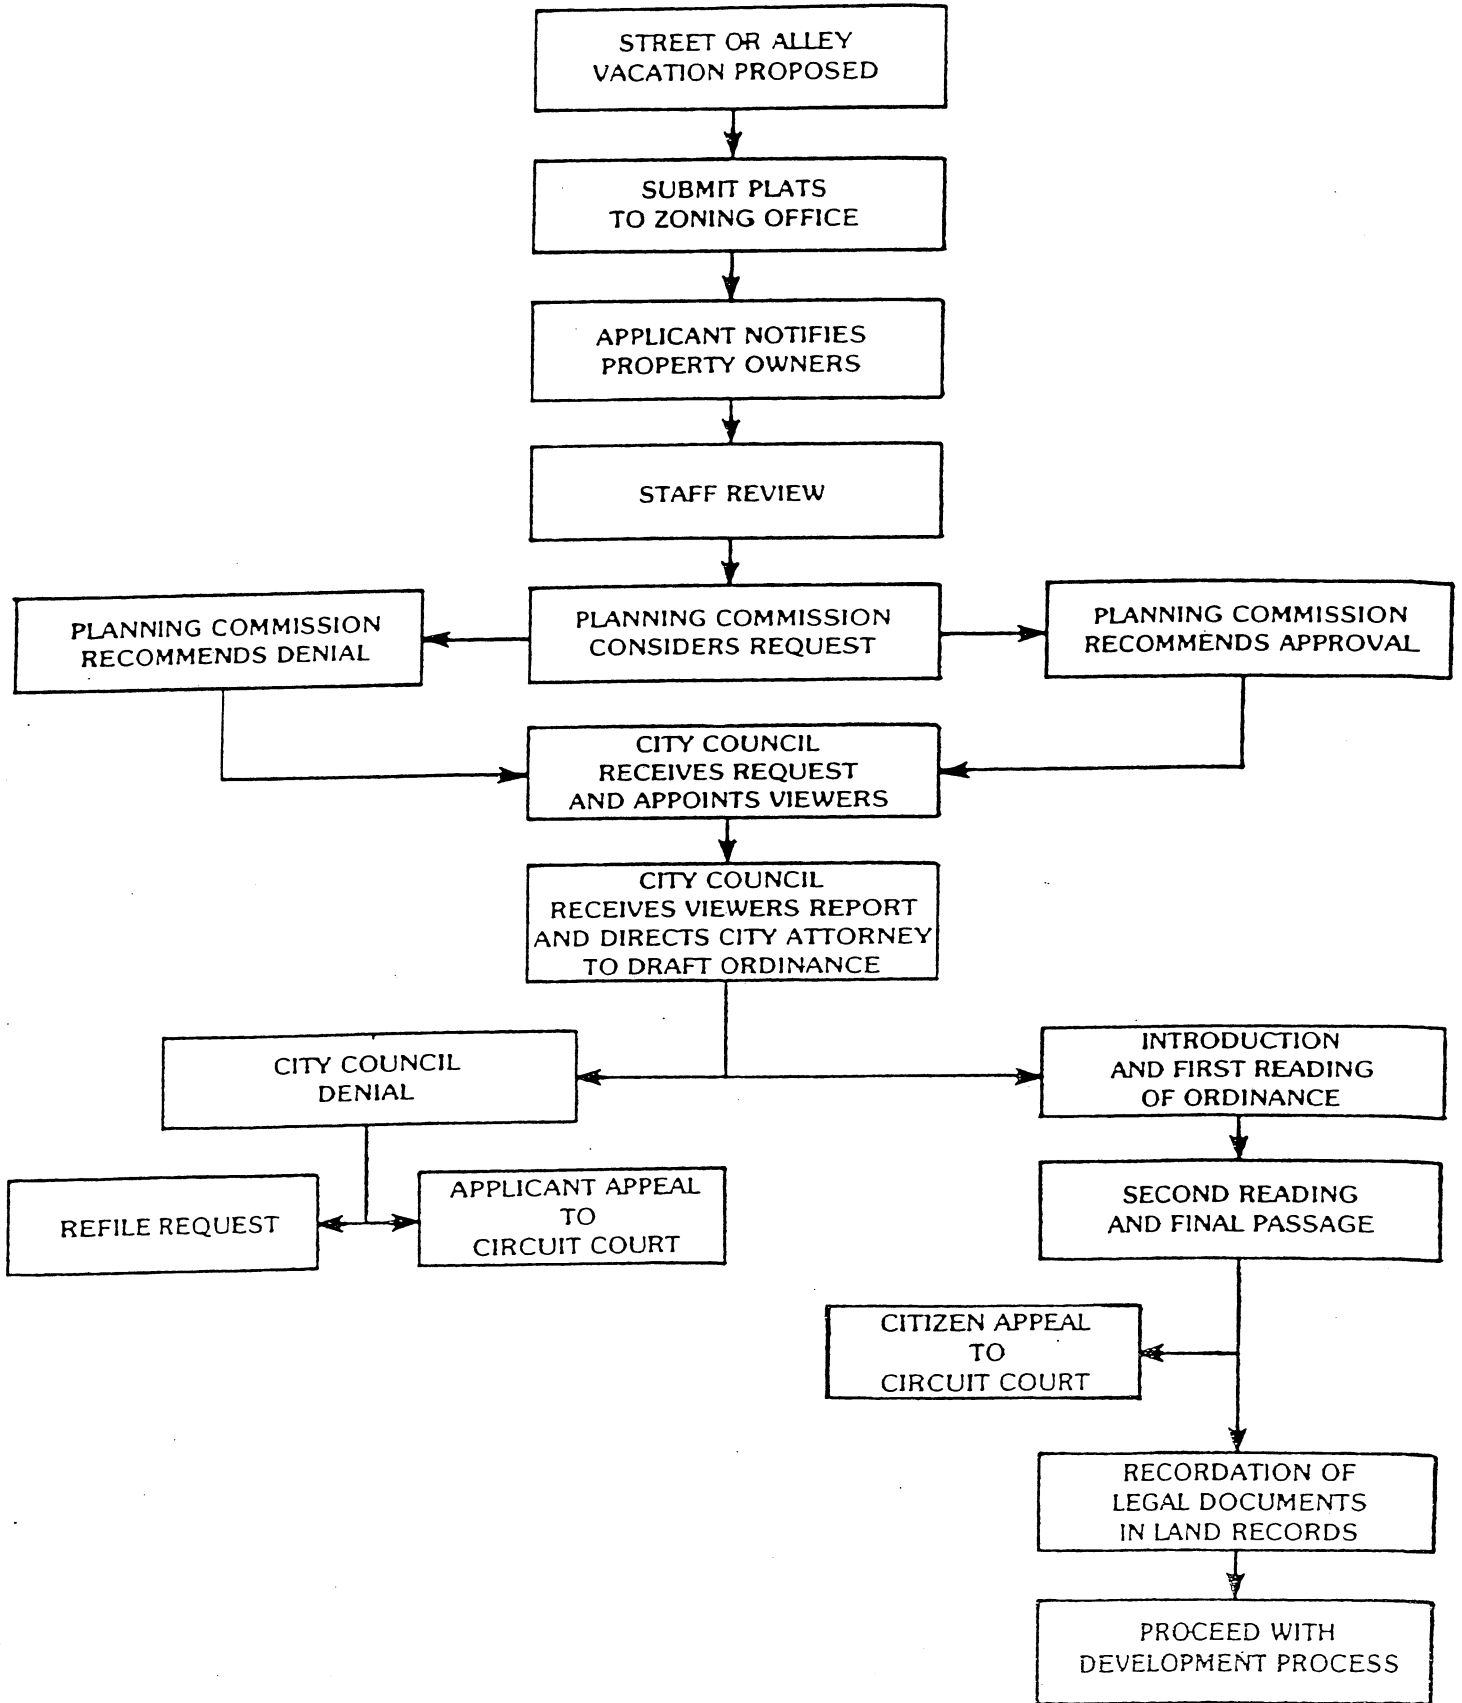 STREET OR ALLEY
VACATION PROPOSED
SUBMIT PLATS
TO ZONING OFFICE
APPLICANT NOTIFIES
PROPERTY OWNERS
STAFF REVIEW
PLANNING COMMISSION
RECOMMENDS DENIAL
PLANNING COMMISSION
CONSIDERS REQUEST
PLANNING COMMISSION
RECOMMENDS APPROVAL
CITY COUNCIL
RECEIVES REQUEST
AND APPOINTS VIEWERS
CITY COUNCIL
RECEIVES VIEWERS REPORT
AND DIRECTS CITY ATTORNEY
TO DRAFT ORDINANCE
CITY COUNCIL
DENIAL
INTRODUCTION
AND FIRST READING
OF ORDINANCE
REFILE REQUEST
APPLICANT APPEAL
TO
CIRCUIT COURT
SECOND READING
AND FINAL PASSAGE
CITIZEN APPEAL
TO
CIRCUIT COURT
RECORDATION OF
LEGAL DOCUMENTS
IN LAND RECORDS
PROCEED WITH
DEVELOPMENT PROCESS